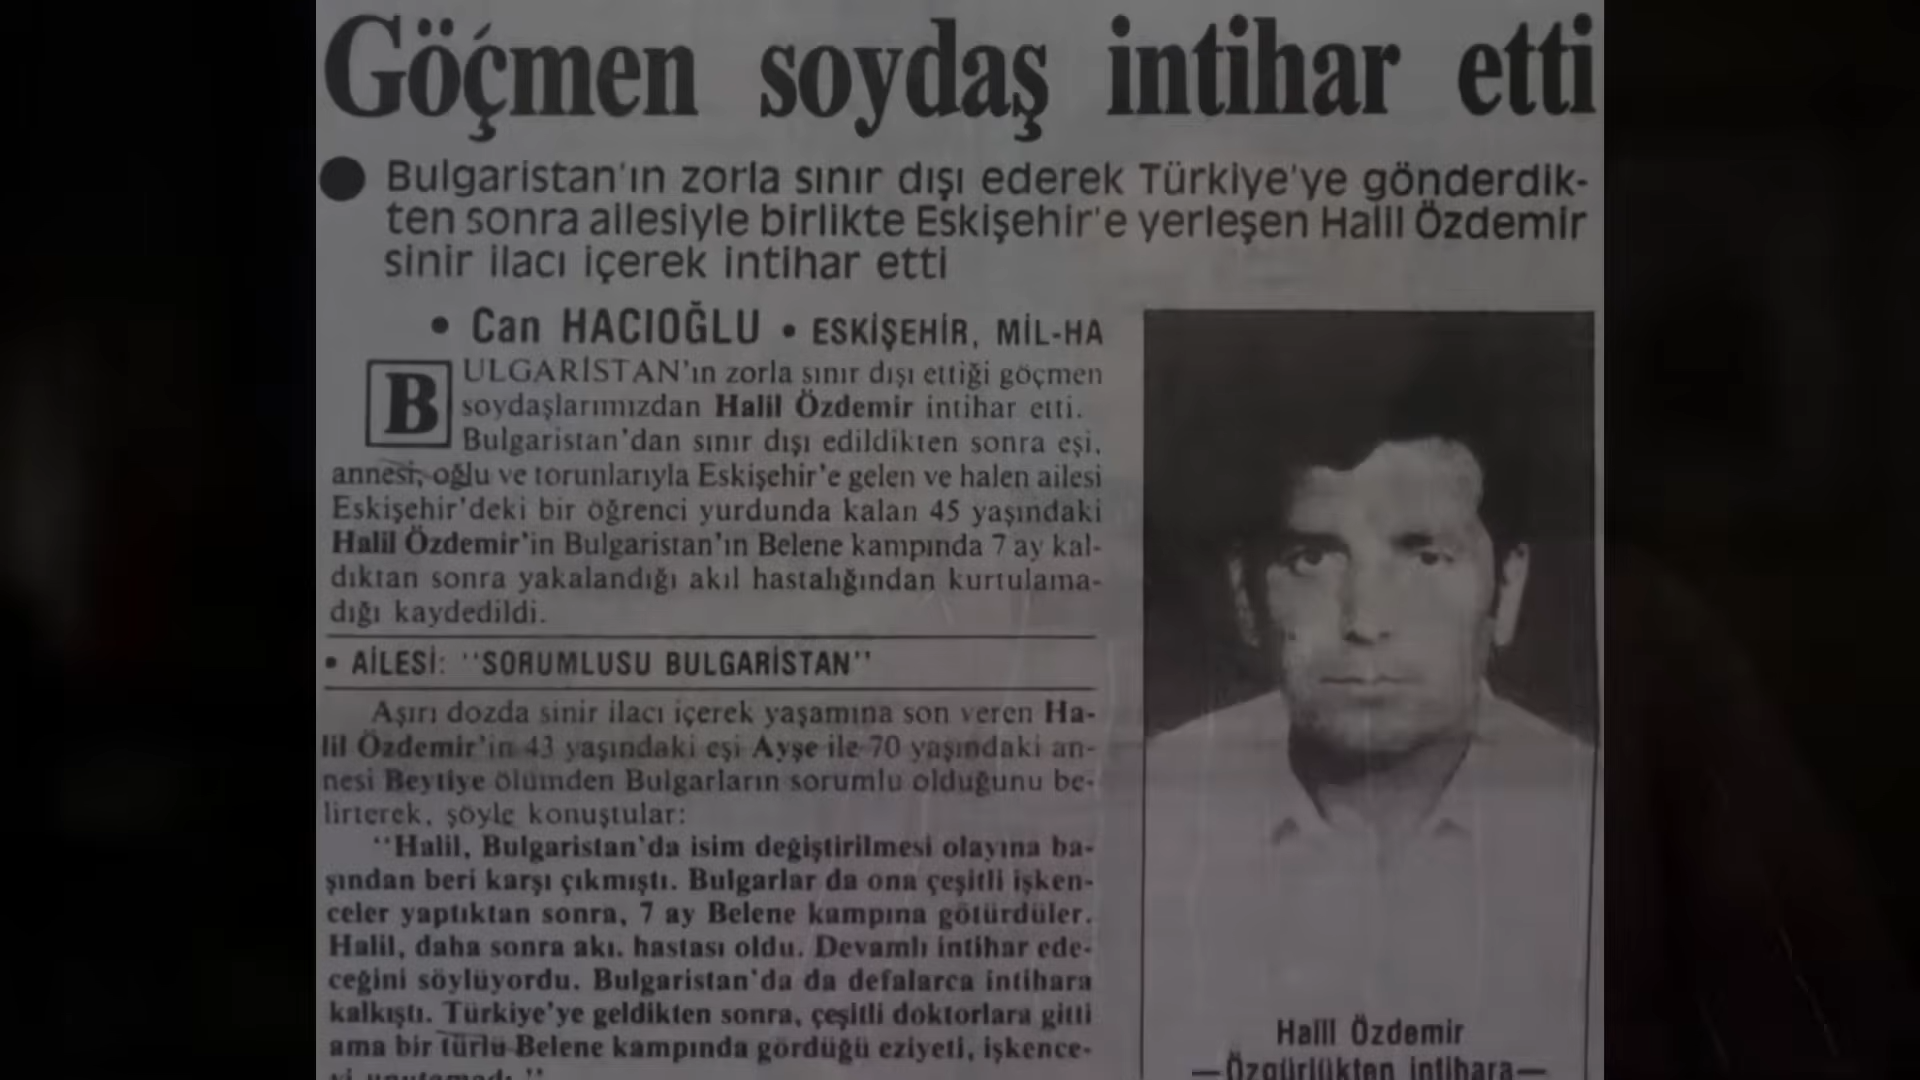 Göçmen soydaş intihar etti
● Bulgaristan'ın zorla sınır dışı ederek Türkiye'ye gönderdik-
ten sonra ailesiyle birlikte Eskişehir'e yerleşen Halil Özdemir
sinir ilacı içerek intihar etti
• Can HACIOĞLU • ESKİŞEHİR, MİL-HA
BULGARİSTAN'ın zorla sınır dışı ettiği göçmen
soydaşlarımızdan Halil Özdemir intihar etti.
Bulgaristan'dan sınır dışı edildikten sonra eşi,
annesi, oğlu ve torunlarıyla Eskişehir'e gelen ve halen ailesi
Eskişehir'deki bir öğrenci yurdunda kalan 45 yaşındaki
Halil Özdemir'in Bulgaristan'ın Belene kampında 7 ay kal-
dıktan sonra yakalandığı akıl hastalığından kurtulama-
dığı kaydedildi.
• AİLESİ: "SORUMLUSU BULGARİSTAN"
Aşırı dozda sinir ilacı içerek yaşamına son veren Ha-
lil Özdemir'in 43 yaşındaki eşi Ayşe ile 70 yaşındaki an-
nesi Beytiye ölümden Bulgarların sorumlu olduğunu be-
lirterek, şöyle konuştular:
"Halil, Bulgaristan'da isim değiştirilmesi olayına ba-
şından beri karşı çıkmıştı. Bulgarlar da ona çeşitli işken-
celer yaptıktan sonra, 7 ay Belene kampına götürdüler.
Halil, daha sonra akı. hastası oldu. Devamlı intihar ede-
ceğini söylüyordu. Bulgaristan'da da defalarca intihara
kalkıştı. Türkiye'ye geldikten sonra, çeşitli doktorlara gitti
ama bir türlü Belene kampında gördüğü eziyeti, işkence-
yi unutamadı."
Halil Özdemir
—Özgürlükten intihara—